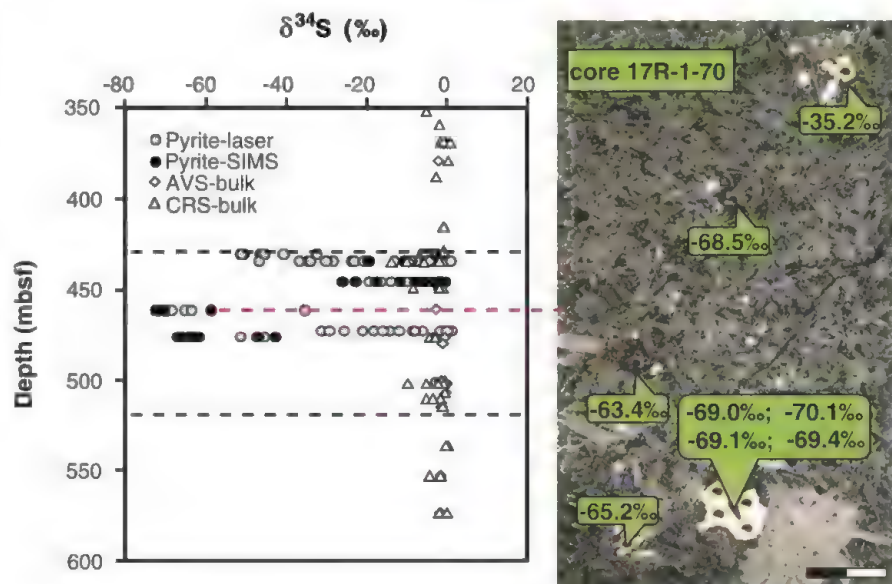 δ34S (‰)
-80 -60 -40 -20 0 20
350
400
450
500
550
600
Depth (mbsf)
Pyrite-laser
Pyrite-SIMS
AVS-bulk
CRS-bulk
core 17R-1-70
-35.2‰
-68.5‰
-63.4‰
-69.0‰; -70.1‰
-69.1‰; -69.4‰
-65.2‰